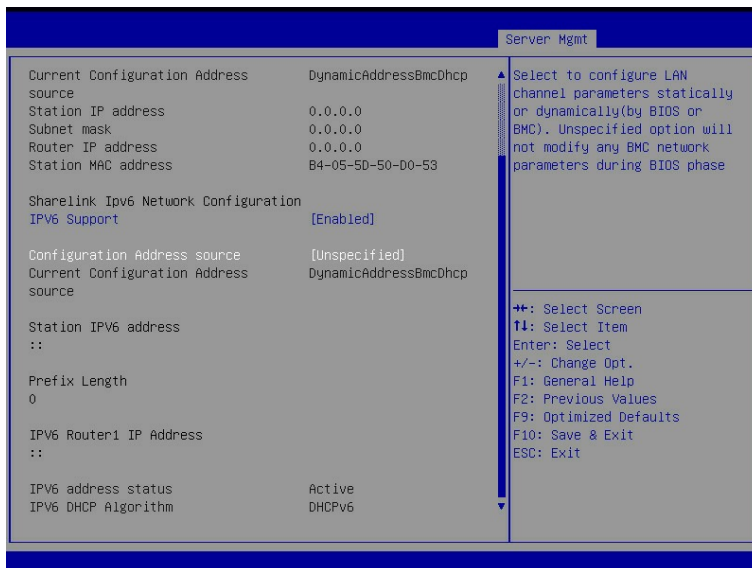 Server Mgmt
Current Configuration Address DynamicAddressBmcDhcp
source
Station IP address 0.0.0.0
Subnet mask 0.0.0.0
Router IP address 0.0.0.0
Station MAC address B4-05-5D-50-D0-53
Sharelink Ipv6 Network Configuration
IPV6 Support [Enabled]
Configuration Address source [Unspecified]
Current Configuration Address DynamicAddressBmcDhcp
source
Station IPV6 address
::
Prefix Length
0
IPV6 Router1 IP Address
::
IPV6 address status Active
IPV6 DHCP Algorithm DHCPv6
Select to configure LAN
channel parameters statically
or dynamically(by BIOS or
BMC). Unspecified option will
not modify any BMC network
parameters during BIOS phase
→←: Select Screen
↑↓: Select Item
Enter: Select
+/-: Change Opt.
F1: General Help
F2: Previous Values
F9: Optimized Defaults
F10: Save & Exit
ESC: Exit